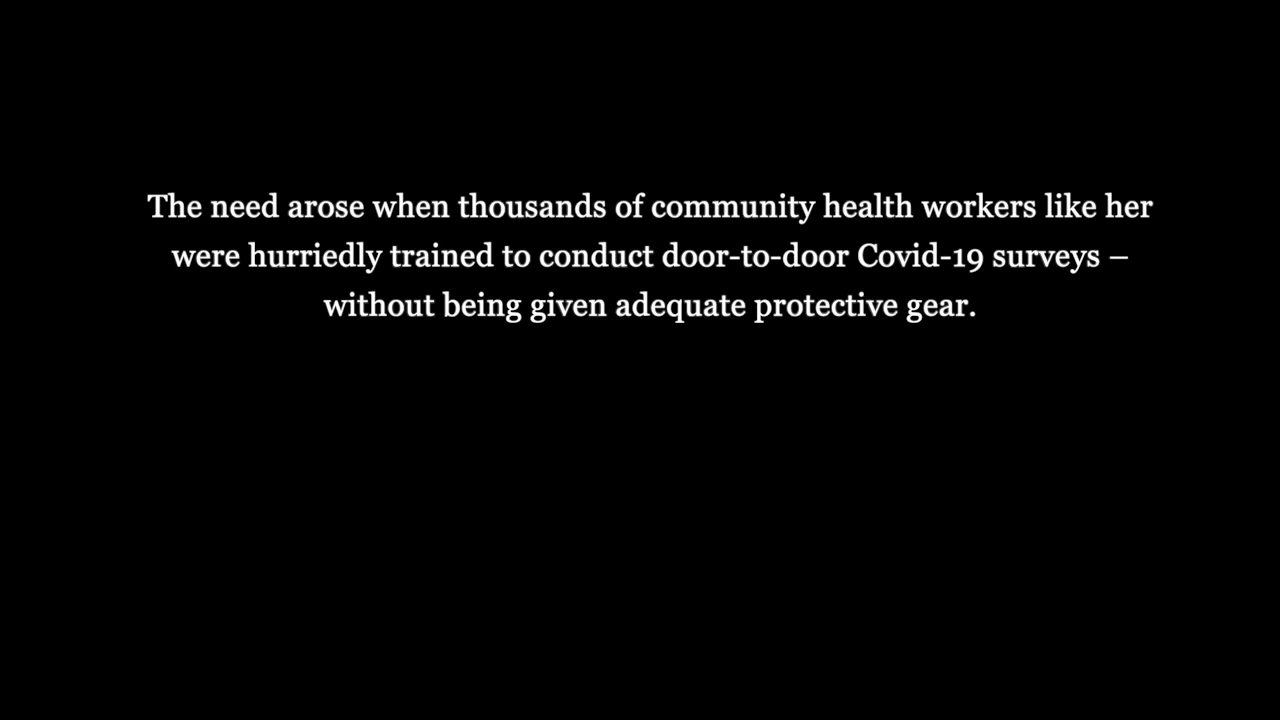 The need arose when thousands of community health workers like her
were hurriedly trained to conduct door-to-door Covid-19 surveys –
without being given adequate protective gear.